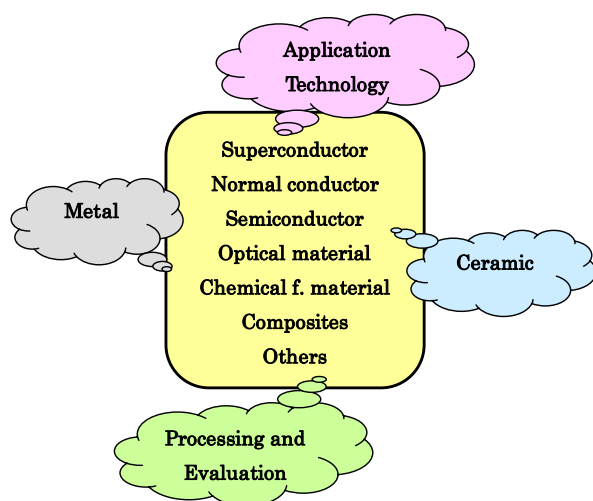 Application
Technology
Superconductor
Normal conductor
Metal
Semiconductor
Optical material
Ceramic
Chemical f. material
Composites
Others
Processing and
Evaluation